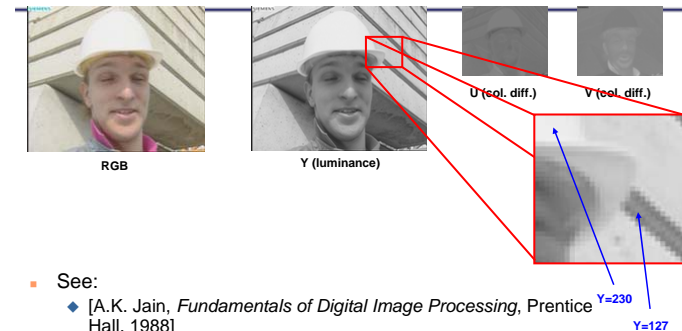 U (col. diff.)
V (col. diff.)
RGB
Y (luminance)
See:
[A.K. Jain, Fundamentals of Digital Image Processing, Prentice
Hall, 1988]
Y=230
Y=127